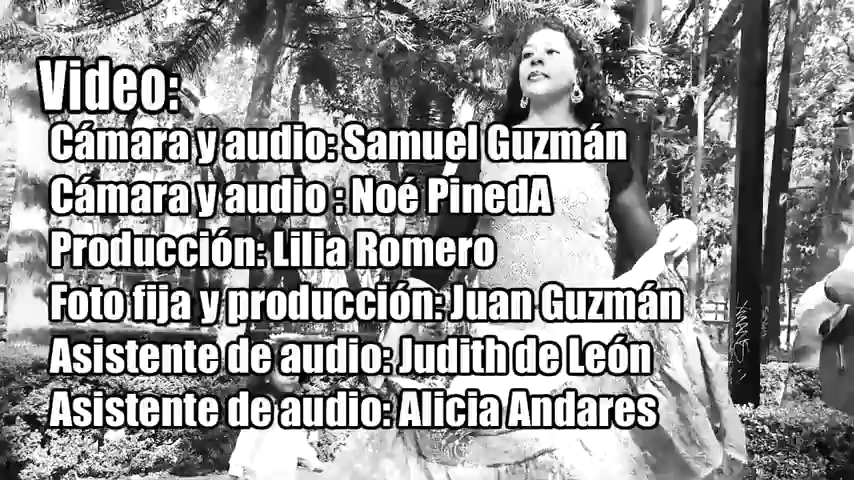 Video:
Cámara y audio: Samuel Guzmán
Cámara y audio : Noé PinedA
Producción: Lilia Romero
Foto fija y producción: Juan Guzmán
Asistente de audio: Judith de León
Asistente de audio: Alicia Andares